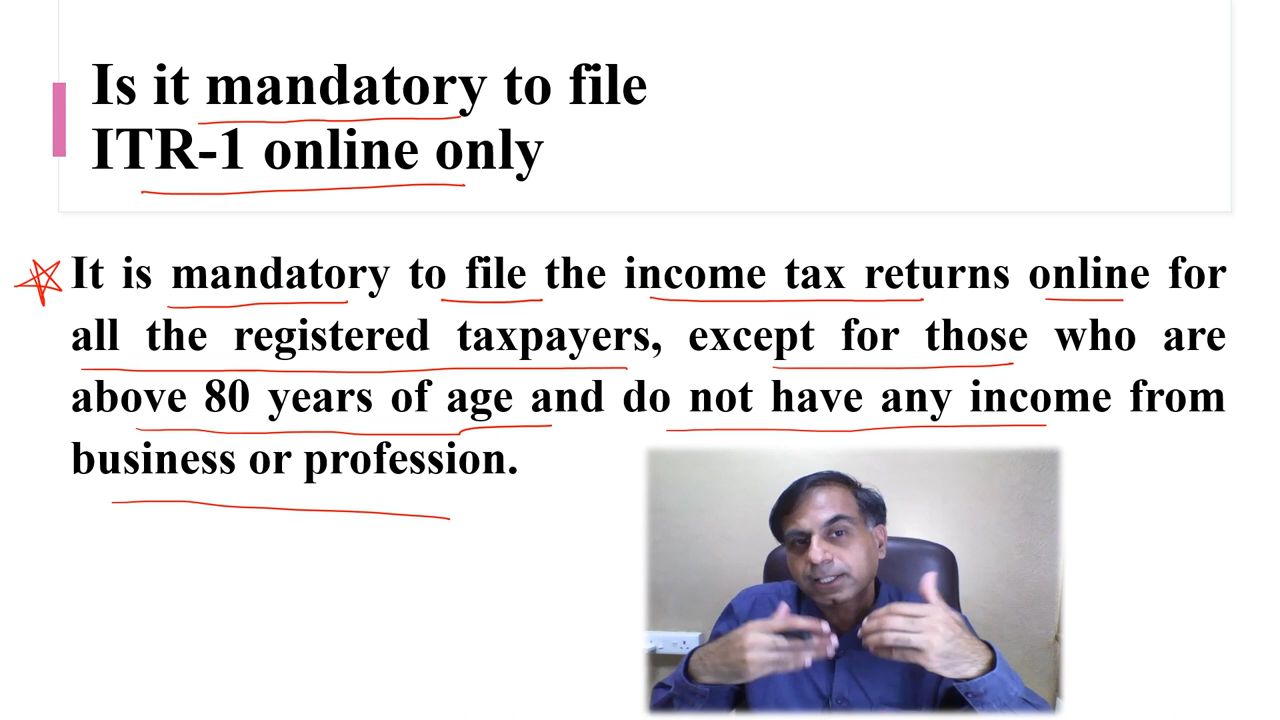 Is it mandatory to file
ITR-1 online only
It is mandatory to file the income tax returns online for
all the registered taxpayers, except for those who are
above 80 years of age and do not have any income from
business or profession.